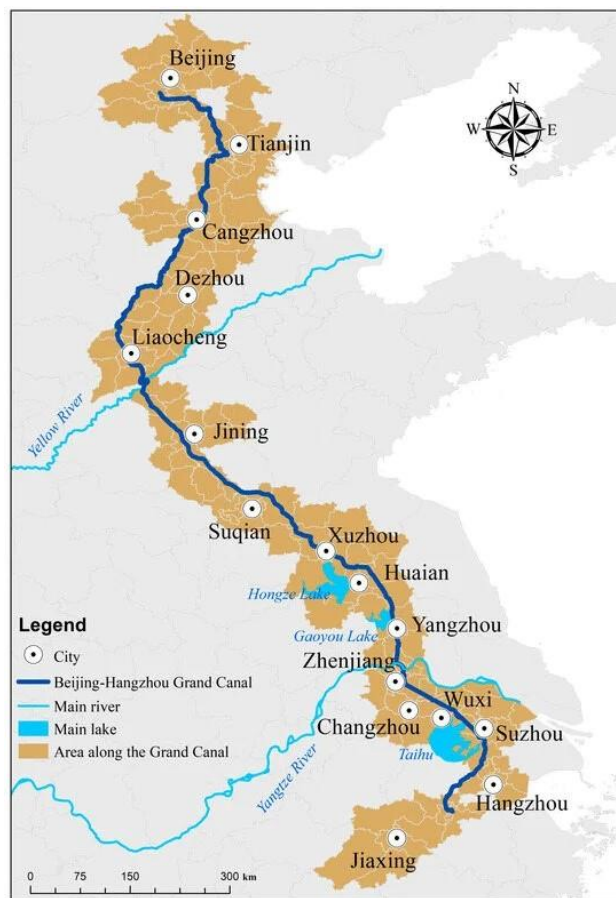 Beijing
N
W
E
S
Tianjin
Cangzhou
Dezhou
Liaocheng
Yellow River
Jining
Suqian
Xuzhou
Huaian
Hongze Lake
Gaoyou Lake
Yangzhou
Zhenjiang
Wuxi
Changzhou
Suzhou
Taihu
Yangtze River
Hangzhou
Jiaxing
Legend
City
Beijing-Hangzhou Grand Canal
Main river
Main lake
Area along the Grand Canal
0 75 150 300 km